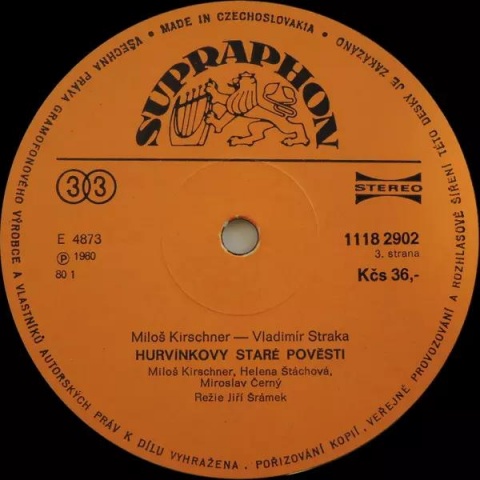 MADE IN CZECHOSLOVAKIA •
VŠECHNA PRÁVA GRAMOFONOVÉHO VÝROBCE A VLASTNÍKŮ AUTORSKÝCH PRÁV K DÍLU VYHRAŽENA. POŘIZOVÁNÍ KOPIÍ, VEŘEJNÉ PROVOZOVÁNÍ A ROZHLASOVÉ ŠÍŘENÍ TÉTO DESKY JE ZAKÁZÁNO
SUPRAPHON
33
STEREO
E 4873
1118 2902
Ⓟ 1980
3. strana
80 1
Kčs 36,-
Miloš Kirschner — Vladimír Straka
HURVÍNKOVY STARÉ POVĚSTI
Miloš Kirschner, Helena Štáchová,
Miroslav Černý
Režie Jiří Šrámek